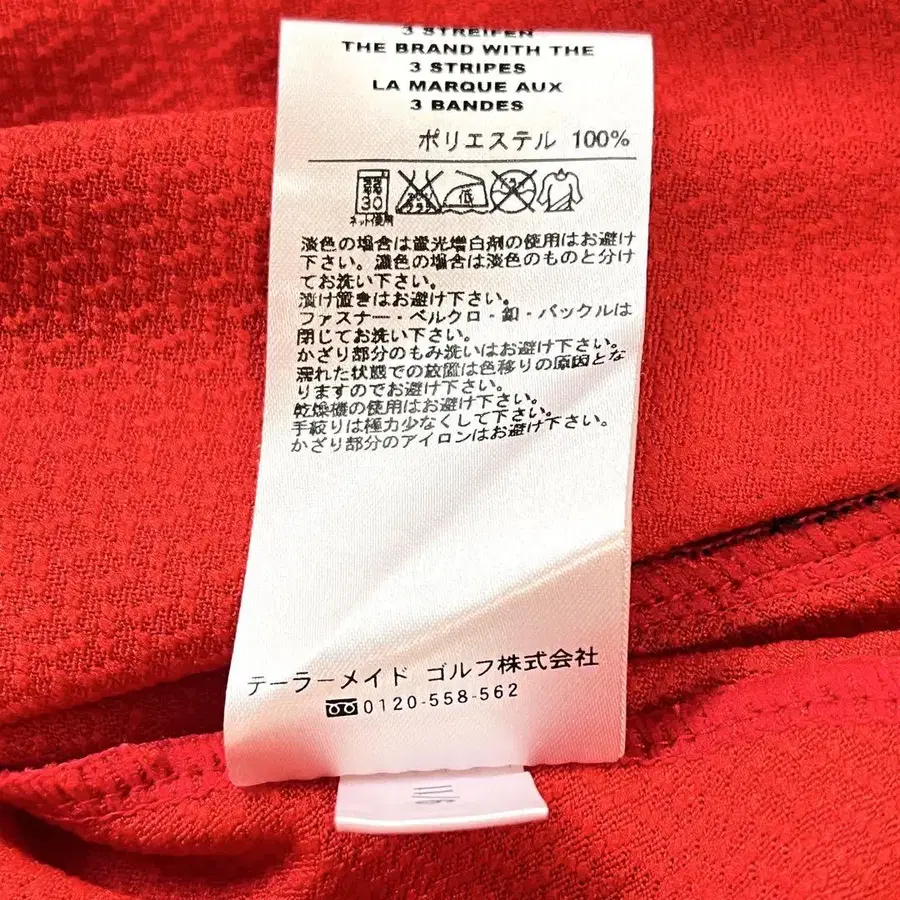 3 STREIFEN
THE BRAND WITH THE
3 STRIPES
LA MARQUE AUX
3 BANDES
ポリエステル 100%
30 低
ネット使用
淡色の場合は蛍光増白剤の使用はお避け
下さい。濃色の場合は淡色のものと分け
てお洗い下さい。
漬け置きはお避け下さい。
ファスナー・ベルクロ・釦・バックルは
閉じてお洗い下さい。
かざり部分のもみ洗いはお避け下さい。
濡れた状態での放置は色移りの原因とな
りますのでお避け下さい。
乾燥機の使用はお避け下さい。
手絞りは極力少なくして下さい。
かざり部分のアイロンはお避け下さい。
テーラーメイド ゴルフ株式会社
0120-558-562